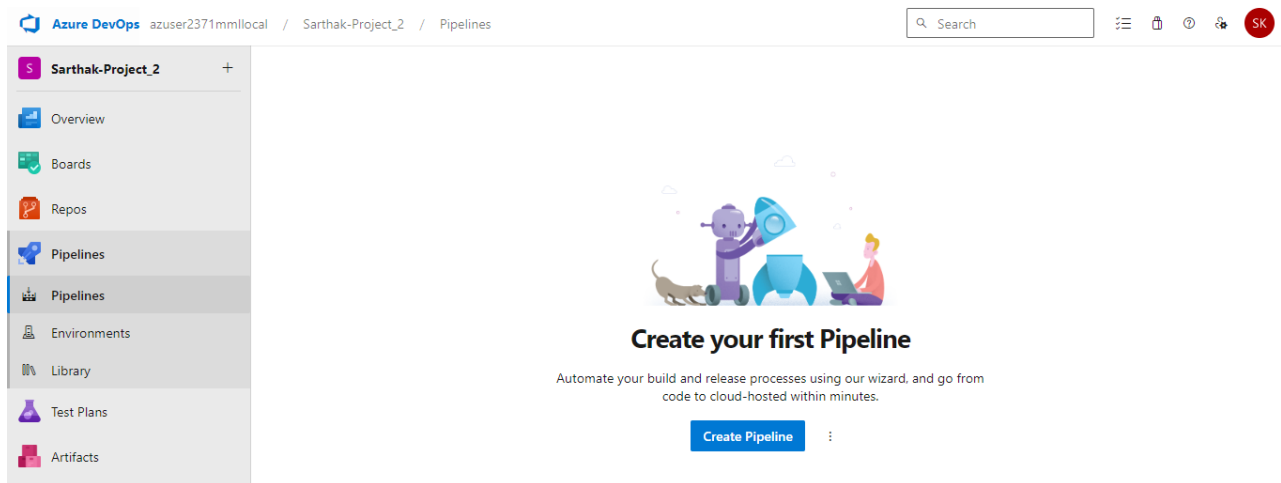 Azure DevOps azuser2371mmllocal / Sarthak-Project_2 / Pipelines
Search
SK
S Sarthak-Project_2 +
Overview
Boards
Repos
Pipelines
Pipelines
Environments
Library
Test Plans
Artifacts
Create your first Pipeline
Automate your build and release processes using our wizard, and go from
code to cloud-hosted within minutes.
Create Pipeline